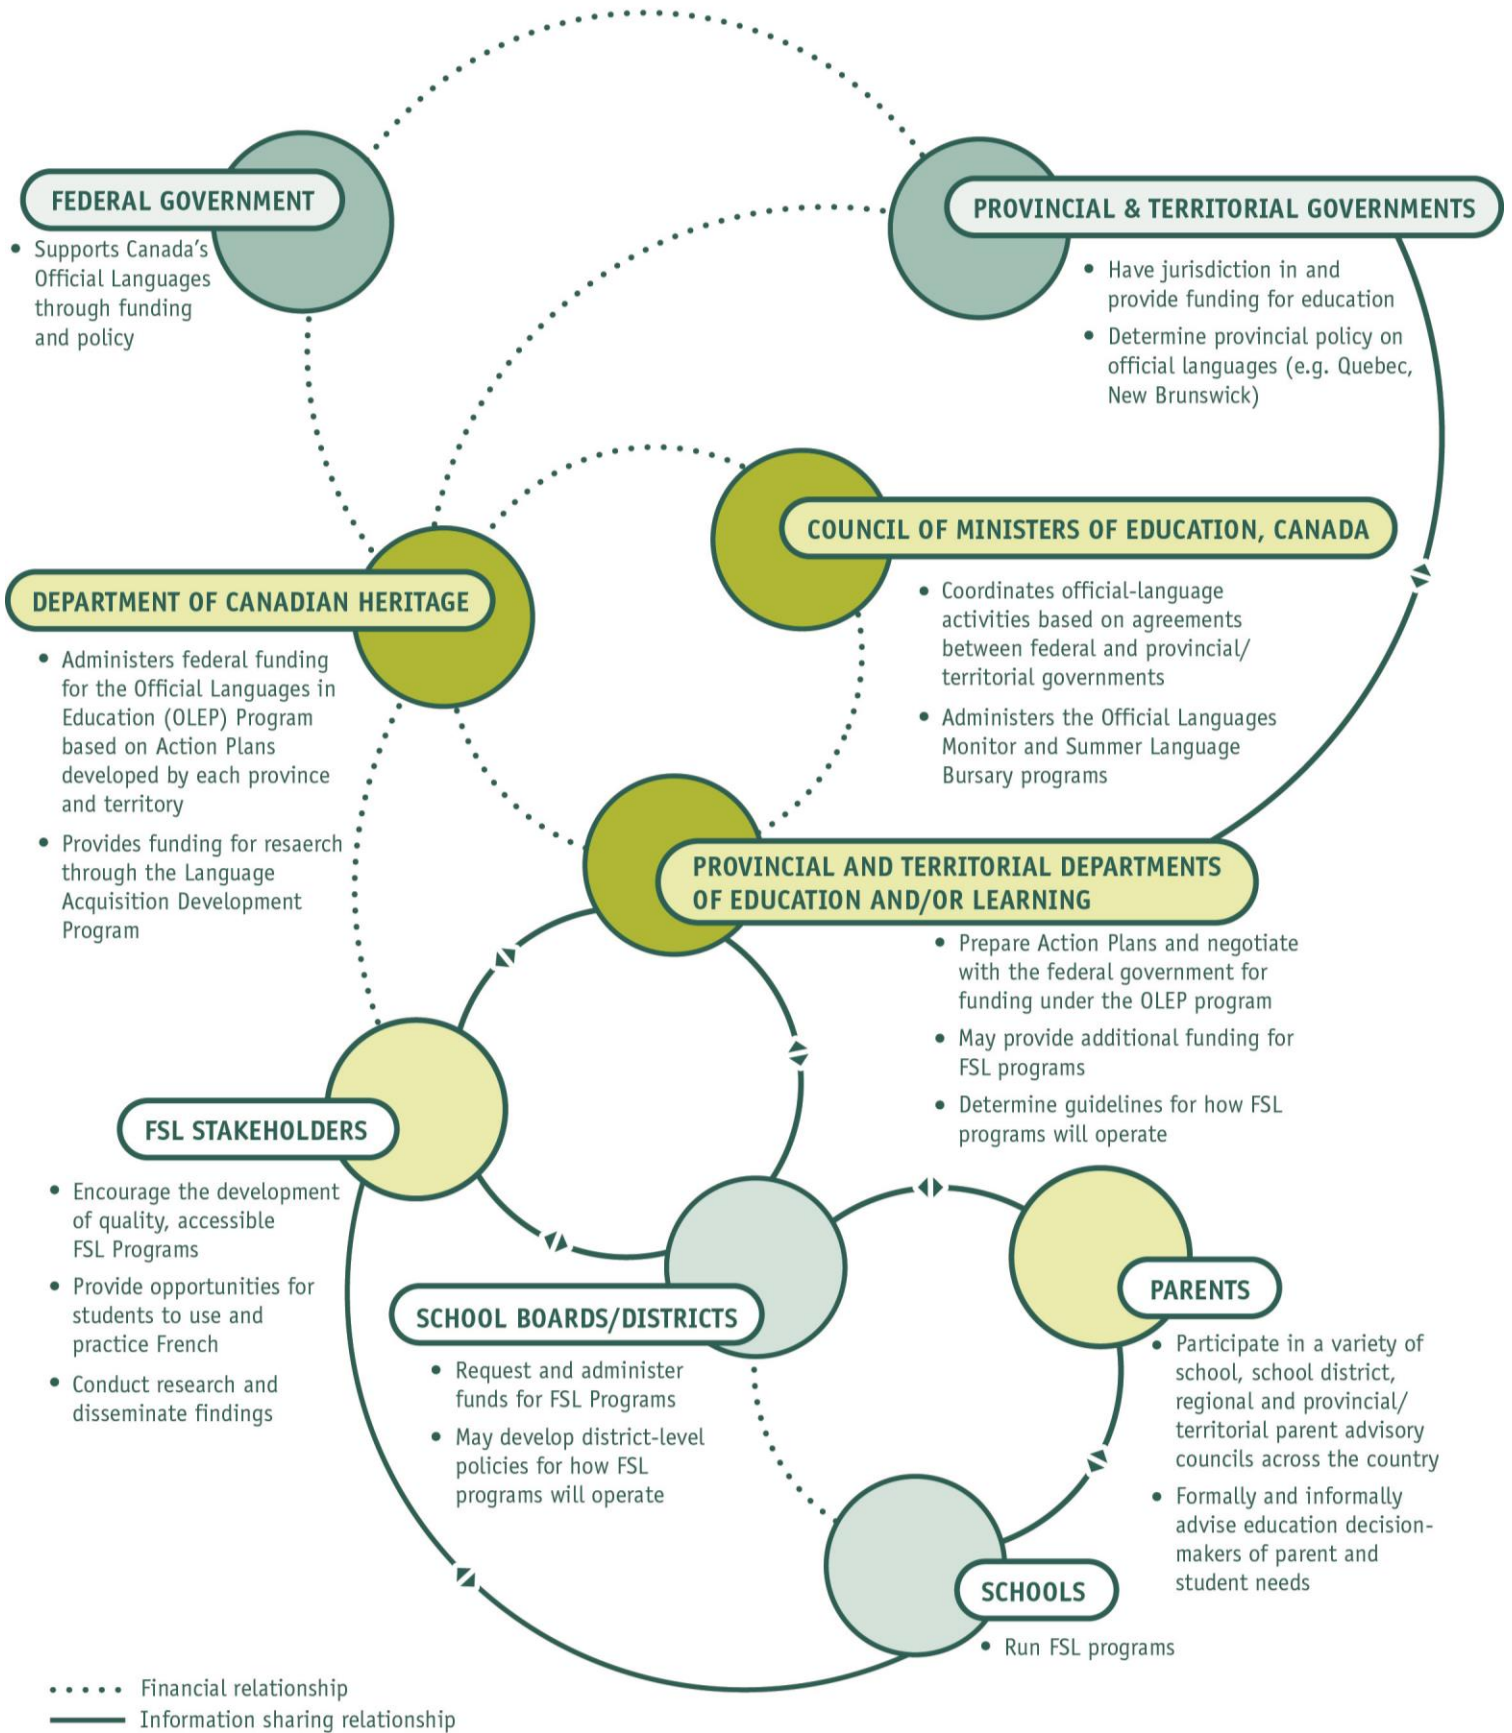 FEDERAL GOVERNMENT
• Supports Canada's
Official Languages
through funding
and policy
PROVINCIAL & TERRITORIAL GOVERNMENTS
• Have jurisdiction in and
provide funding for education
• Determine provincial policy on
official languages (e.g. Quebec,
New Brunswick)
COUNCIL OF MINISTERS OF EDUCATION, CANADA
• Coordinates official-language
activities based on agreements
between federal and provincial/
territorial governments
• Administers the Official Languages
Monitor and Summer Language
Bursary programs
DEPARTMENT OF CANADIAN HERITAGE
• Administers federal funding
for the Official Languages in
Education (OLEP) Program
based on Action Plans
developed by each province
and territory
• Provides funding for resaerch
through the Language
Acquisition Development
Program
PROVINCIAL AND TERRITORIAL DEPARTMENTS
OF EDUCATION AND/OR LEARNING
• Prepare Action Plans and negotiate
with the federal government for
funding under the OLEP program
• May provide additional funding for
FSL programs
• Determine guidelines for how FSL
programs will operate
FSL STAKEHOLDERS
• Encourage the development
of quality, accessible
FSL Programs
• Provide opportunities for
students to use and
practice French
• Conduct research and
disseminate findings
SCHOOL BOARDS/DISTRICTS
• Request and administer
funds for FSL Programs
• May develop district-level
policies for how FSL
programs will operate
PARENTS
• Participate in a variety of
school, school district,
regional and provincial/
territorial parent advisory
councils across the country
• Formally and informally
advise education decision-
makers of parent and
student needs
SCHOOLS
• Run FSL programs
Financial relationship
Information sharing relationship